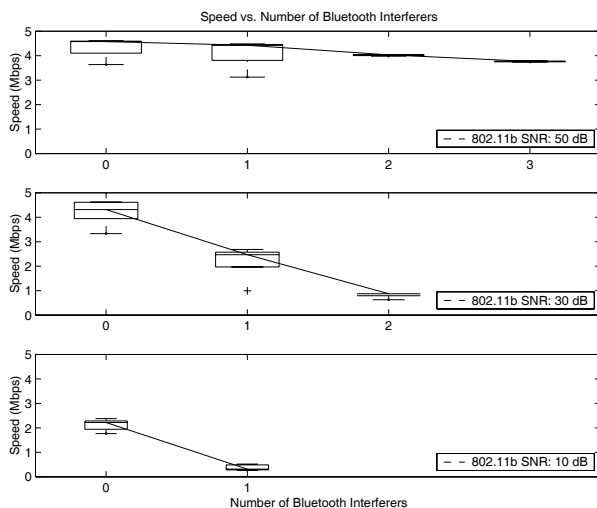 Speed vs. Number of Bluetooth Interferers
5
4
3
2
1
0
Speed (Mbps)
0 1 2 3
802.11b SNR: 50 dB
5
4
3
2
1
0
Speed (Mbps)
0 1 2
802.11b SNR: 30 dB
5
4
3
2
1
0
Speed (Mbps)
0 1
802.11b SNR: 10 dB
Number of Bluetooth Interferers